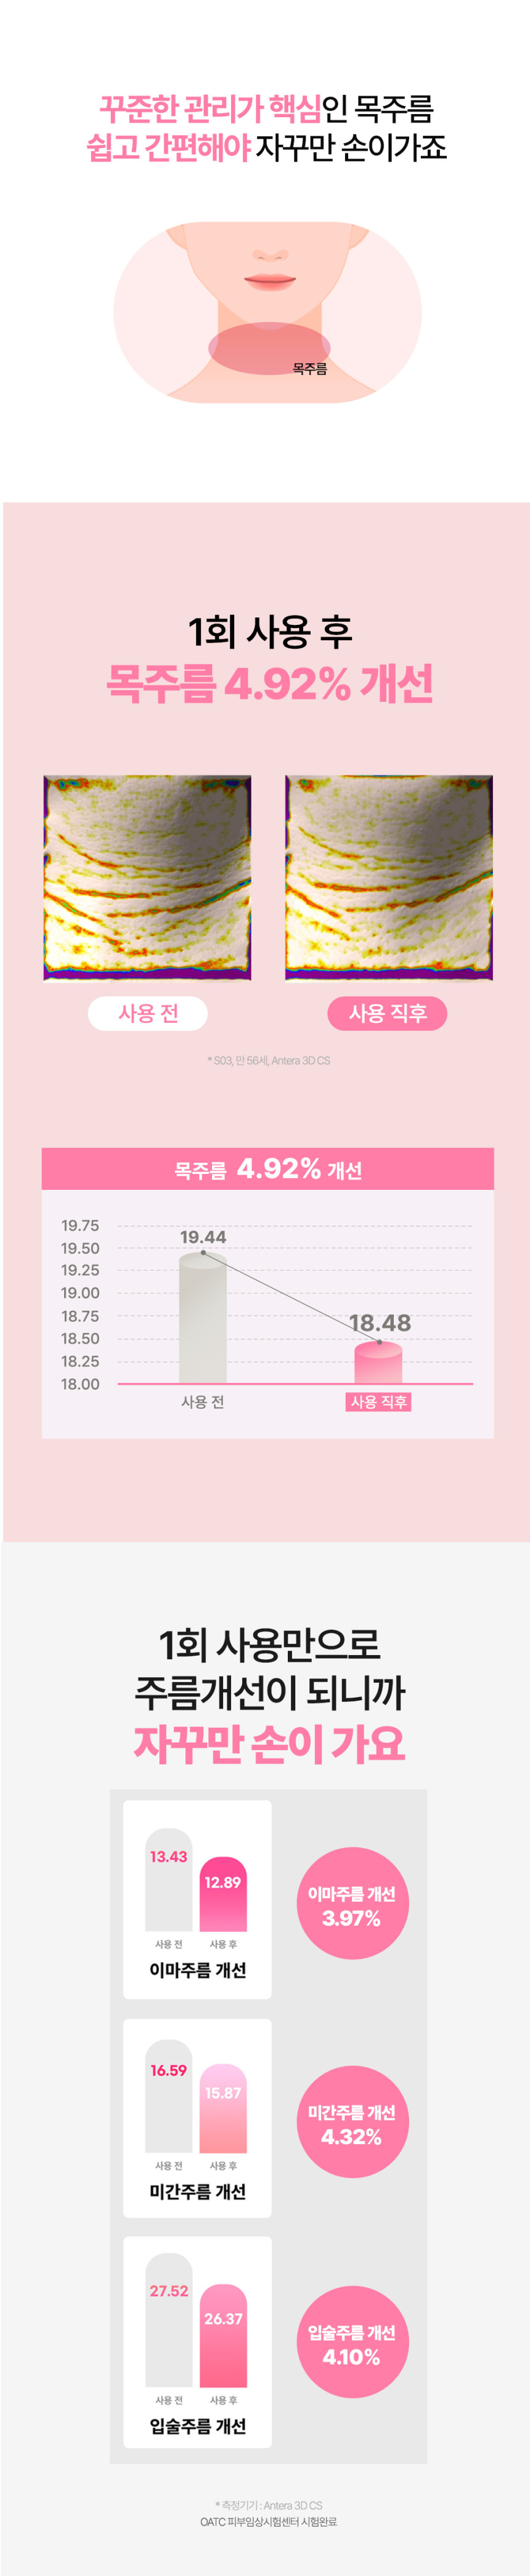 꾸준한 관리가 핵심인 목주름
쉽고 간편해야 자꾸만 손이가죠
목주름
1회 사용 후
목주름 4.92% 개선
사용 전
사용 직후
* S03, 만 56세, Antera 3D CS
목주름 4.92% 개선
19.75
19.50
19.25
19.00
18.75
18.50
18.25
18.00
19.44
18.48
사용 전
사용 직후
1회 사용만으로
주름개선이 되니까
자꾸만 손이 가요
13.43
12.89
사용 전
사용 후
이마주름 개선
이마주름 개선
3.97%
16.59
15.87
사용 전
사용 후
미간주름 개선
미간주름 개선
4.32%
27.52
26.37
사용 전
사용 후
입술주름 개선
입술주름 개선
4.10%
* 측정기기 : Antera 3D CS
OATC 피부임상시험센터 시험완료